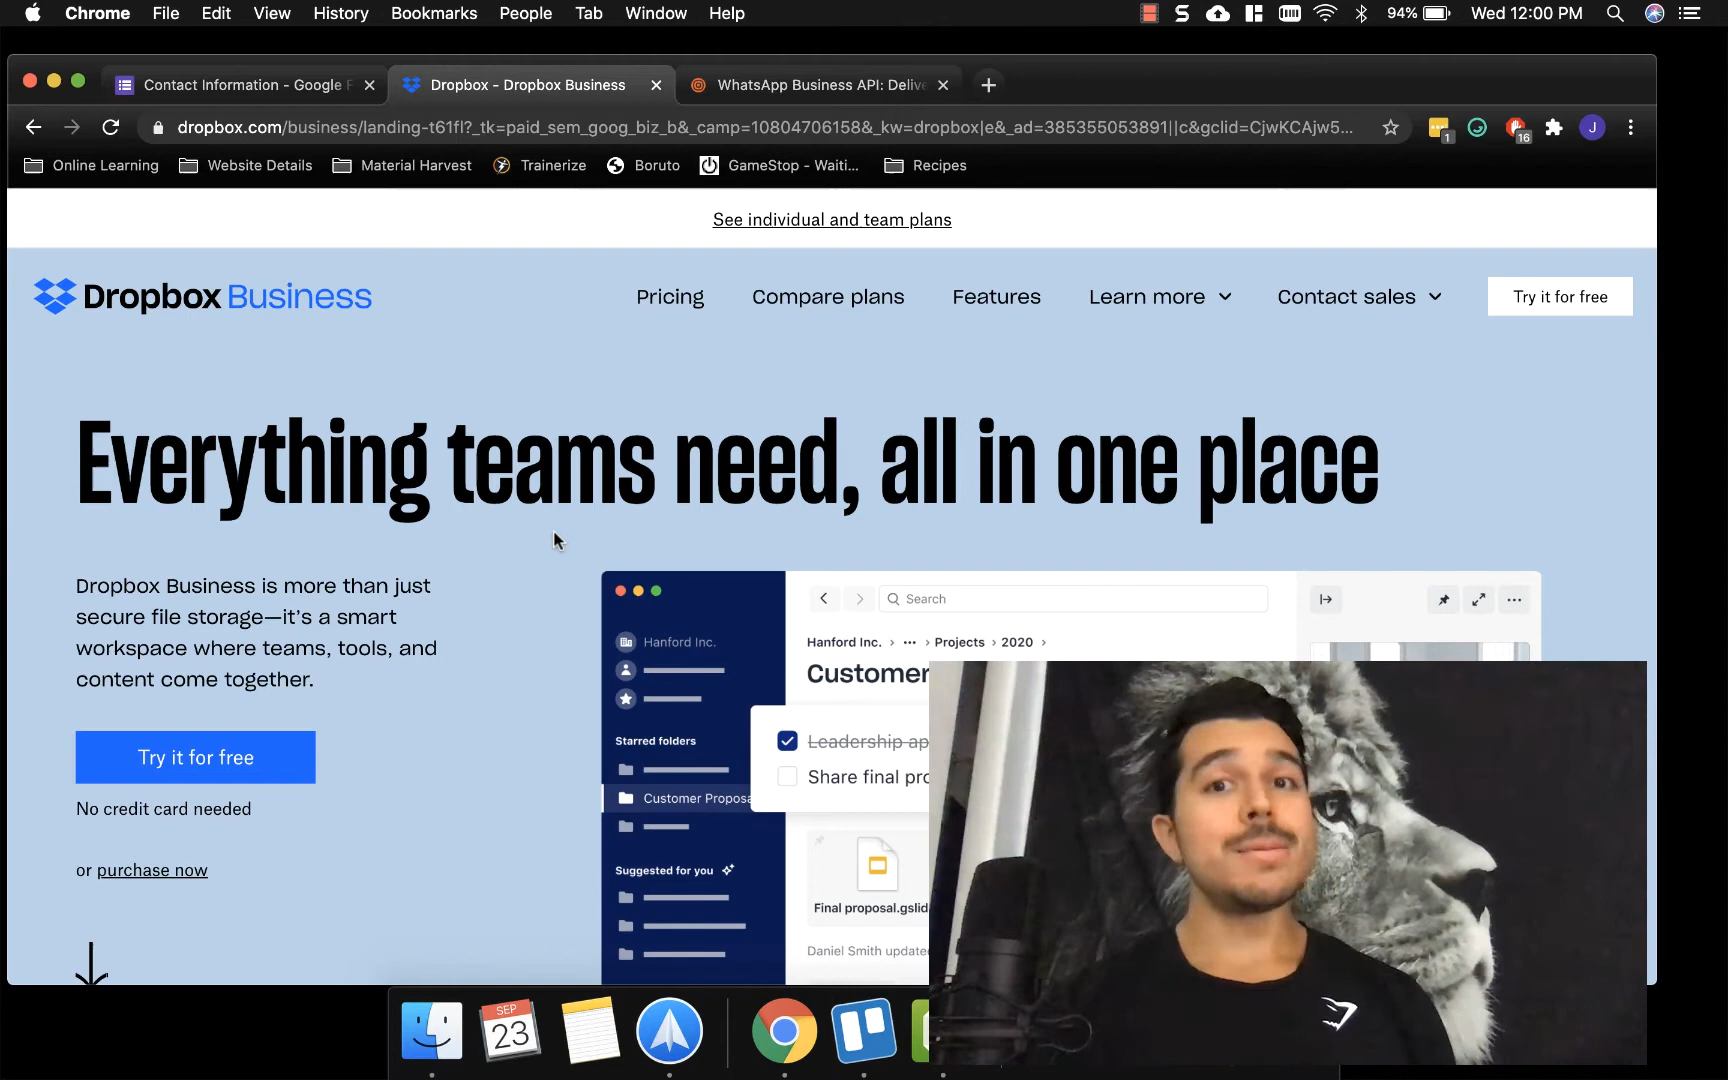 Chrome File Edit View History Bookmarks People Tab Window Help 94% Wed 12:00 PM
Contact Information - Google F
Dropbox - Dropbox Business
WhatsApp Business API: Delive
dropbox.com/business/landing-t61fl?_tk=paid_sem_goog_biz_b&_camp=10804706158&_kw=dropbox|e&_ad=385355053891||c&gclid=CjwKCAjw5... 1 16 J
Online Learning Website Details Material Harvest Trainerize Boruto GameStop - Waiti... Recipes
See individual and team plans
Dropbox Business Pricing Compare plans Features Learn more Contact sales Try it for free
Everything teams need, all in one place
Dropbox Business is more than just
secure file storage—it's a smart
workspace where teams, tools, and
content come together.
Try it for free
No credit card needed
or purchase now
Search
Hanford Inc.
Hanford Inc. › ••• › Projects › 2020 ›
Customer
Starred folders
Leadership ap
Share final pro
Customer Proposa
Suggested for you
Final proposal.gslid
Daniel Smith update
SEP
23